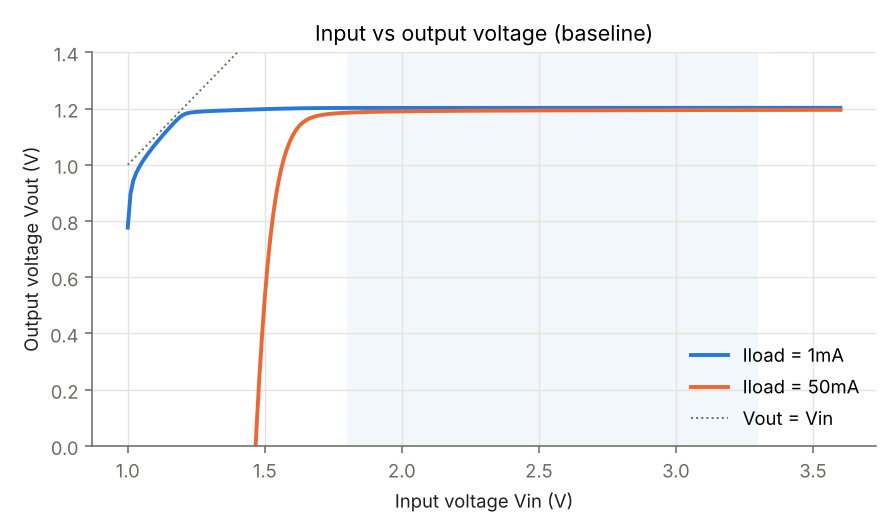 Input vs output voltage (baseline)
Output voltage Vout (V)
1.4
1.2
1.0
0.8
0.6
0.4
0.2
0.0
Iload = 1mA
Iload = 50mA
Vout = Vin
1.0 1.5 2.0 2.5 3.0 3.5
Input voltage Vin (V)